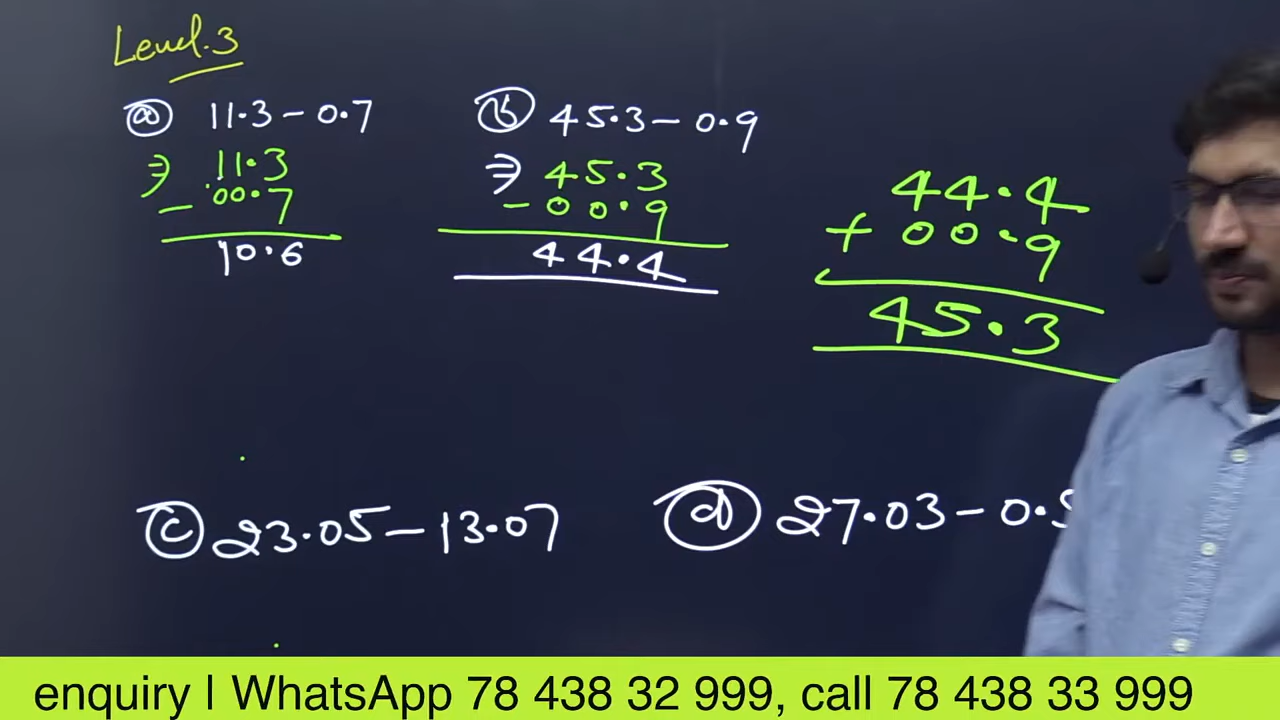 Level.3
(a) 11.3 - 0.7
⇒ 11.3
- 00.7
10.6
(b) 45.3 - 0.9
⇒ 45.3
- 00.9
44.4
44.4
+ 00.9
45.3
(c) 23.05 - 13.07
(d) 27.03 - 0.5
enquiry | WhatsApp 78 438 32 999, call 78 438 33 999